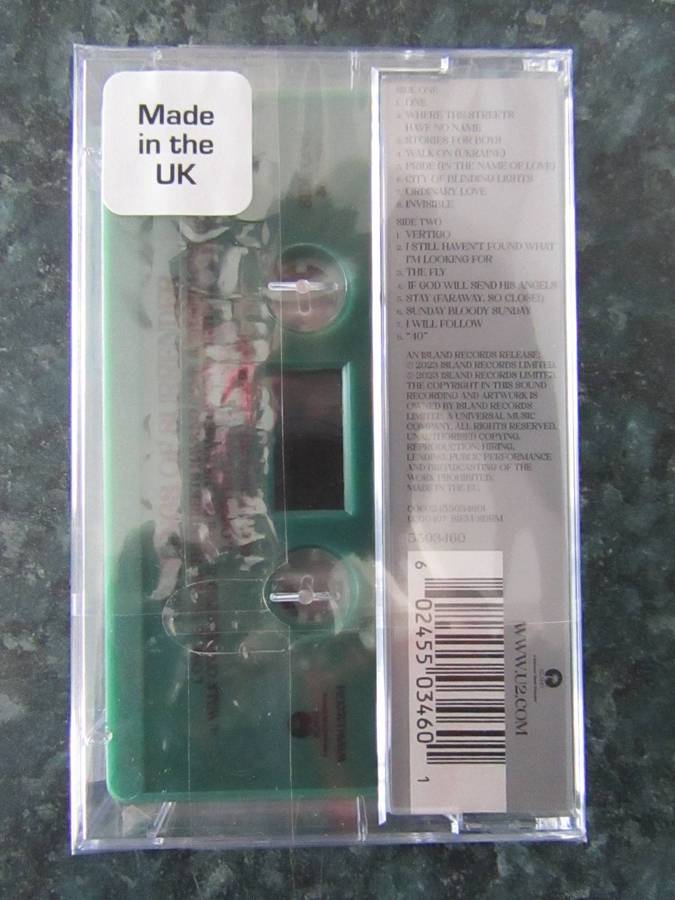 Made
in the
UK
SIDE ONE
1. ONE
2. WHERE THE STREETS
HAVE NO NAME
3. STORIES FOR BOYS
4. WALK ON (UKRAINE)
5. PRIDE (IN THE NAME OF LOVE)
6. CITY OF BLINDING LIGHTS
7. ORDINARY LOVE
8. INVISIBLE
SIDE TWO
1. VERTIGO
2. I STILL HAVEN'T FOUND WHAT
I'M LOOKING FOR
3. THE FLY
4. IF GOD WILL SEND HIS ANGELS
5. STAY (FARAWAY, SO CLOSE!)
6. SUNDAY BLOODY SUNDAY
7. I WILL FOLLOW
8. "40"
AN ISLAND RECORDS RELEASE;
℗ 2023 ISLAND RECORDS LIMITED.
© 2023 ISLAND RECORDS LIMITED.
THE COPYRIGHT IN THIS SOUND
RECORDING AND ARTWORK IS
OWNED BY ISLAND RECORDS
LIMITED, A UNIVERSAL MUSIC
COMPANY. ALL RIGHTS RESERVED.
UNAUTHORISED COPYING,
REPRODUCTION, HIRING,
LENDING, PUBLIC PERFORMANCE
AND BROADCASTING OF THE
WORK PROHIBITED.
MADE IN THE EU.
BIEM/SDRM
5503460
6 02455 03460 1
WWW.U2.COM